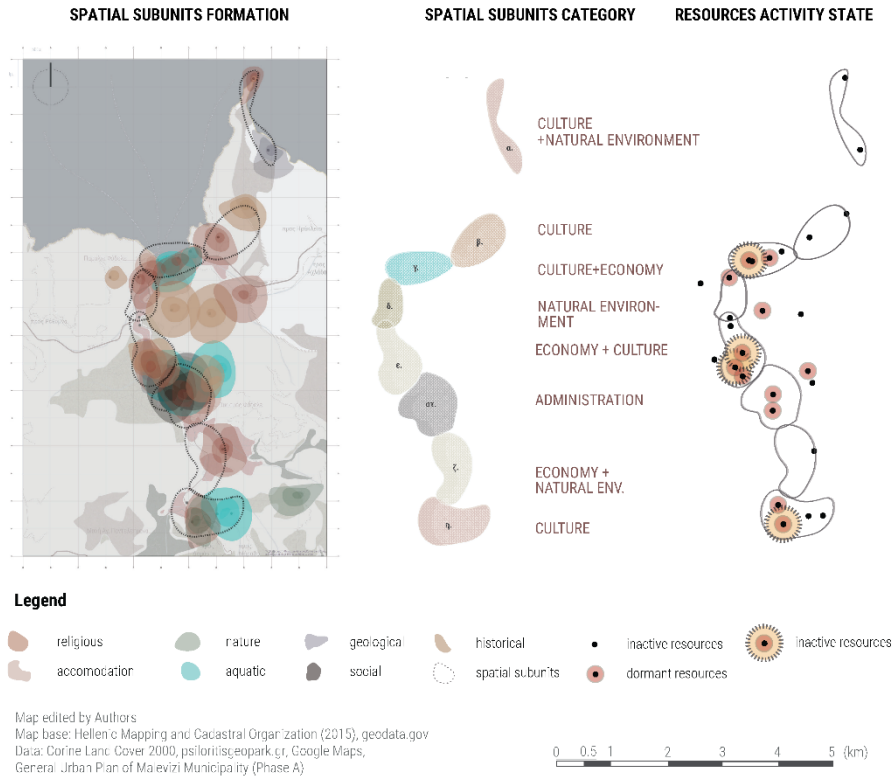 SPATIAL SUBUNITS FORMATION
SPATIAL SUBUNITS CATEGORY
RESOURCES ACTIVITY STATE
α.
CULTURE
+NATURAL ENVIRONMENT
β.
CULTURE
γ.
CULTURE+ECONOMY
δ.
NATURAL ENVIRON-
MENT
ε.
ECONOMY + CULTURE
στ.
ADMINISTRATION
ζ.
ECONOMY +
NATURAL ENV.
η.
CULTURE
Legend
religious
nature
geological
historical
inactive resources
inactive resources
accomodation
aquatic
social
spatial subunits
dormant resources
Map edited by Authors
Map base: Hellenic Mapping and Cadastral Organization (2015), geodata.gov
Data: Corine Land Cover 2000, psiloritisgeopark.gr, Google Maps,
General Urban Plan of Malevizi Municipality (Phase A)
0 0.5 1 2 3 4 5 (km)